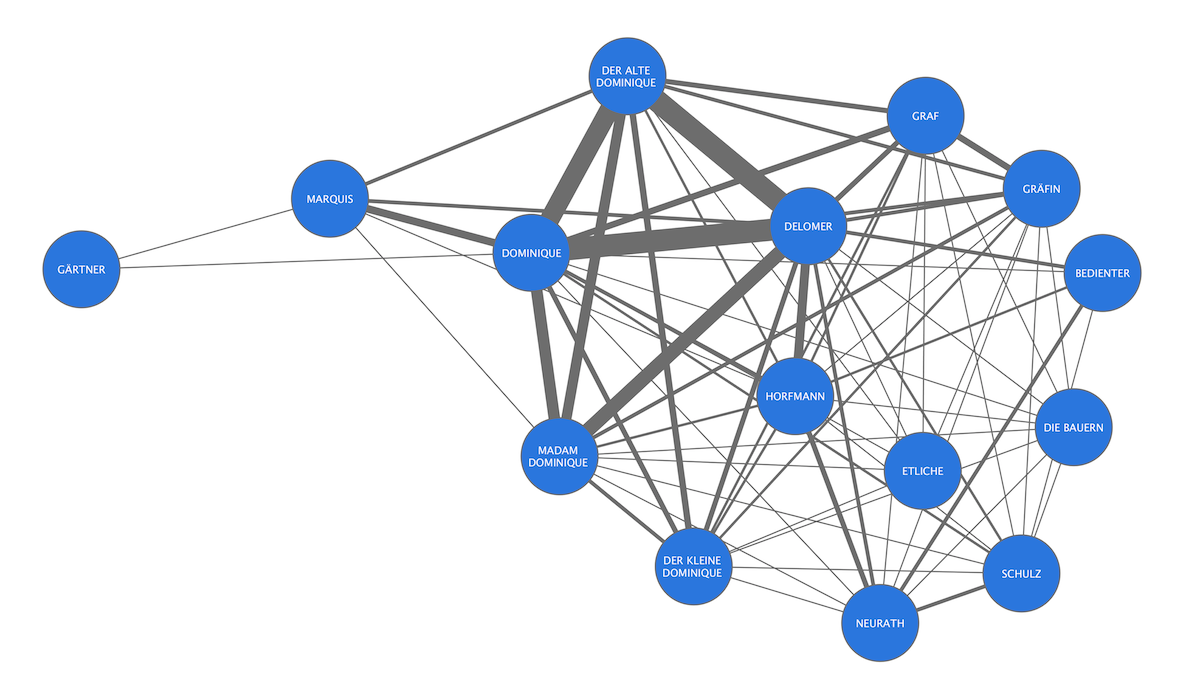 DER ALTE
DOMINIQUE
GRAF
GRÄFIN
MARQUIS
DELOMER
DOMINIQUE
GÄRTNER
BEDIENTER
HORFMANN
DIE BAUERN
MADAM
DOMINIQUE
ETLICHE
DER KLEINE
DOMINIQUE
SCHULZ
NEURATH